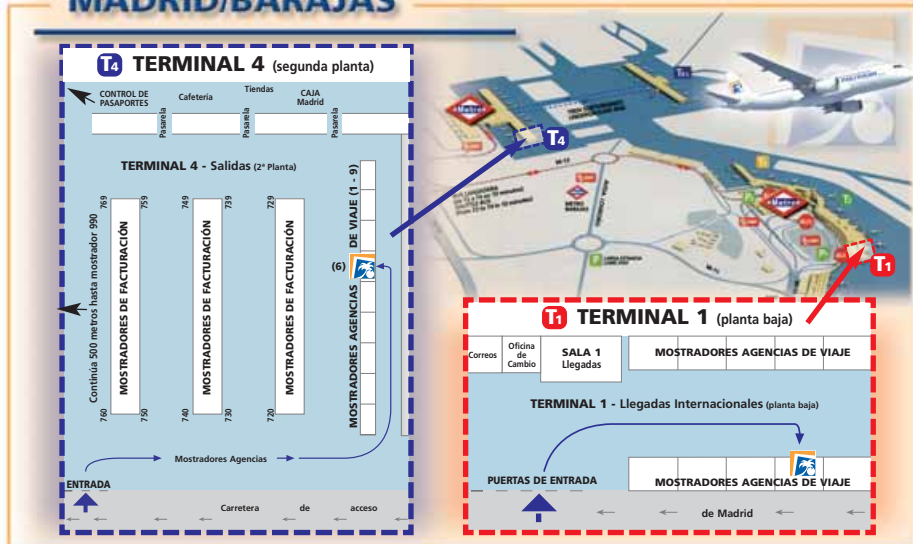 MADRID/BARAJAS
T4 TERMINAL 4 (segunda planta)
CONTROL DE
PASAPORTES
Cafetería
Tiendas
CAJA
Madrid
Pasarela
Pasarela
Pasarela
TERMINAL 4 - Salidas (2ª Planta)
Continúa 500 metros hasta mostrador 990
769
759
749
739
729
MOSTRADORES DE FACTURACIÓN
MOSTRADORES DE FACTURACIÓN
MOSTRADORES DE FACTURACIÓN
760
750
740
730
720
MOSTRADORES AGENCIAS DE VIAJE (1 - 9)
(6)
Mostradores Agencias
ENTRADA
Carretera de acceso
Metro
T4
METRO
BARAJAS
Metro
T1
T1 TERMINAL 1 (planta baja)
Correos
Oficina
de
Cambio
SALA 1
Llegadas
MOSTRADORES AGENCIAS DE VIAJE
TERMINAL 1 - Llegadas Internacionales (planta baja)
PUERTAS DE ENTRADA
MOSTRADORES AGENCIAS DE VIAJE
de Madrid